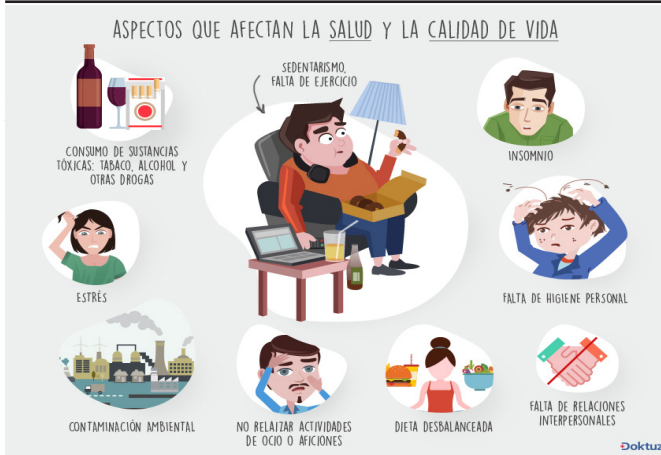 ASPECTOS QUE AFECTAN LA SALUD Y LA CALIDAD DE VIDA
SEDENTARISMO,
FALTA DE EJERCICIO
CONSUMO DE SUSTANCIAS
TÓXICAS: TABACO, ALCOHOL Y
OTRAS DROGAS
INSOMNIO
ESTRÉS
FALTA DE HIGIENE PERSONAL
CONTAMINACIÓN AMBIENTAL
NO RELAIZAR ACTIVIDADES
DE OCIO O AFICIONES
DIETA DESBALANCEADA
FALTA DE RELACIONES
INTERPERSONALES
Doktuz